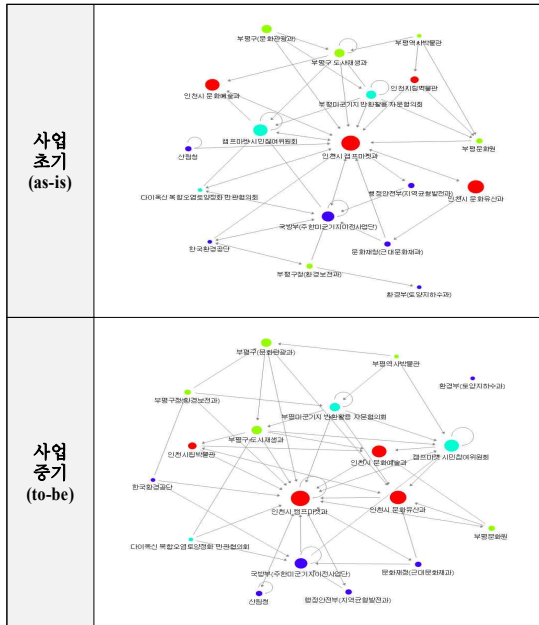 사업
초기
(as-is)
부평구(문화관광과)
부평역사박물관
부평구 도시재생과
인천시 문화예술과
인천시립박물관
부평미군기지 반환활용 자문협의회
캠프마켓 시민참여위원회
산림청
인천시 캠프마켓과
부평문화원
다이옥신 복합오염토양정화 민관협의회
행정안전부(지역균형발전과)
인천시 문화유산과
국방부(주한미군기지이전사업단)
한국환경공단
문화재청(근대문화재과)
부평구청(환경보전과)
환경부(토양지하수과)
사업
중기
(to-be)
부평구(문화관광과)
부평역사박물관
환경부(토양지하수과)
부평구청(환경보전과)
부평미군기지 반환활용 자문협의회
부평구 도시재생과
인천시립박물관
인천시 문화예술과
캠프마켓 시민참여위원회
한국환경공단
인천시 캠프마켓과
인천시 문화유산과
부평문화원
다이옥신 복합오염토양정화 민관협의회
국방부(주한미군기지이전사업단)
문화재청(근대문화재과)
산림청
행정안전부(지역균형발전과)